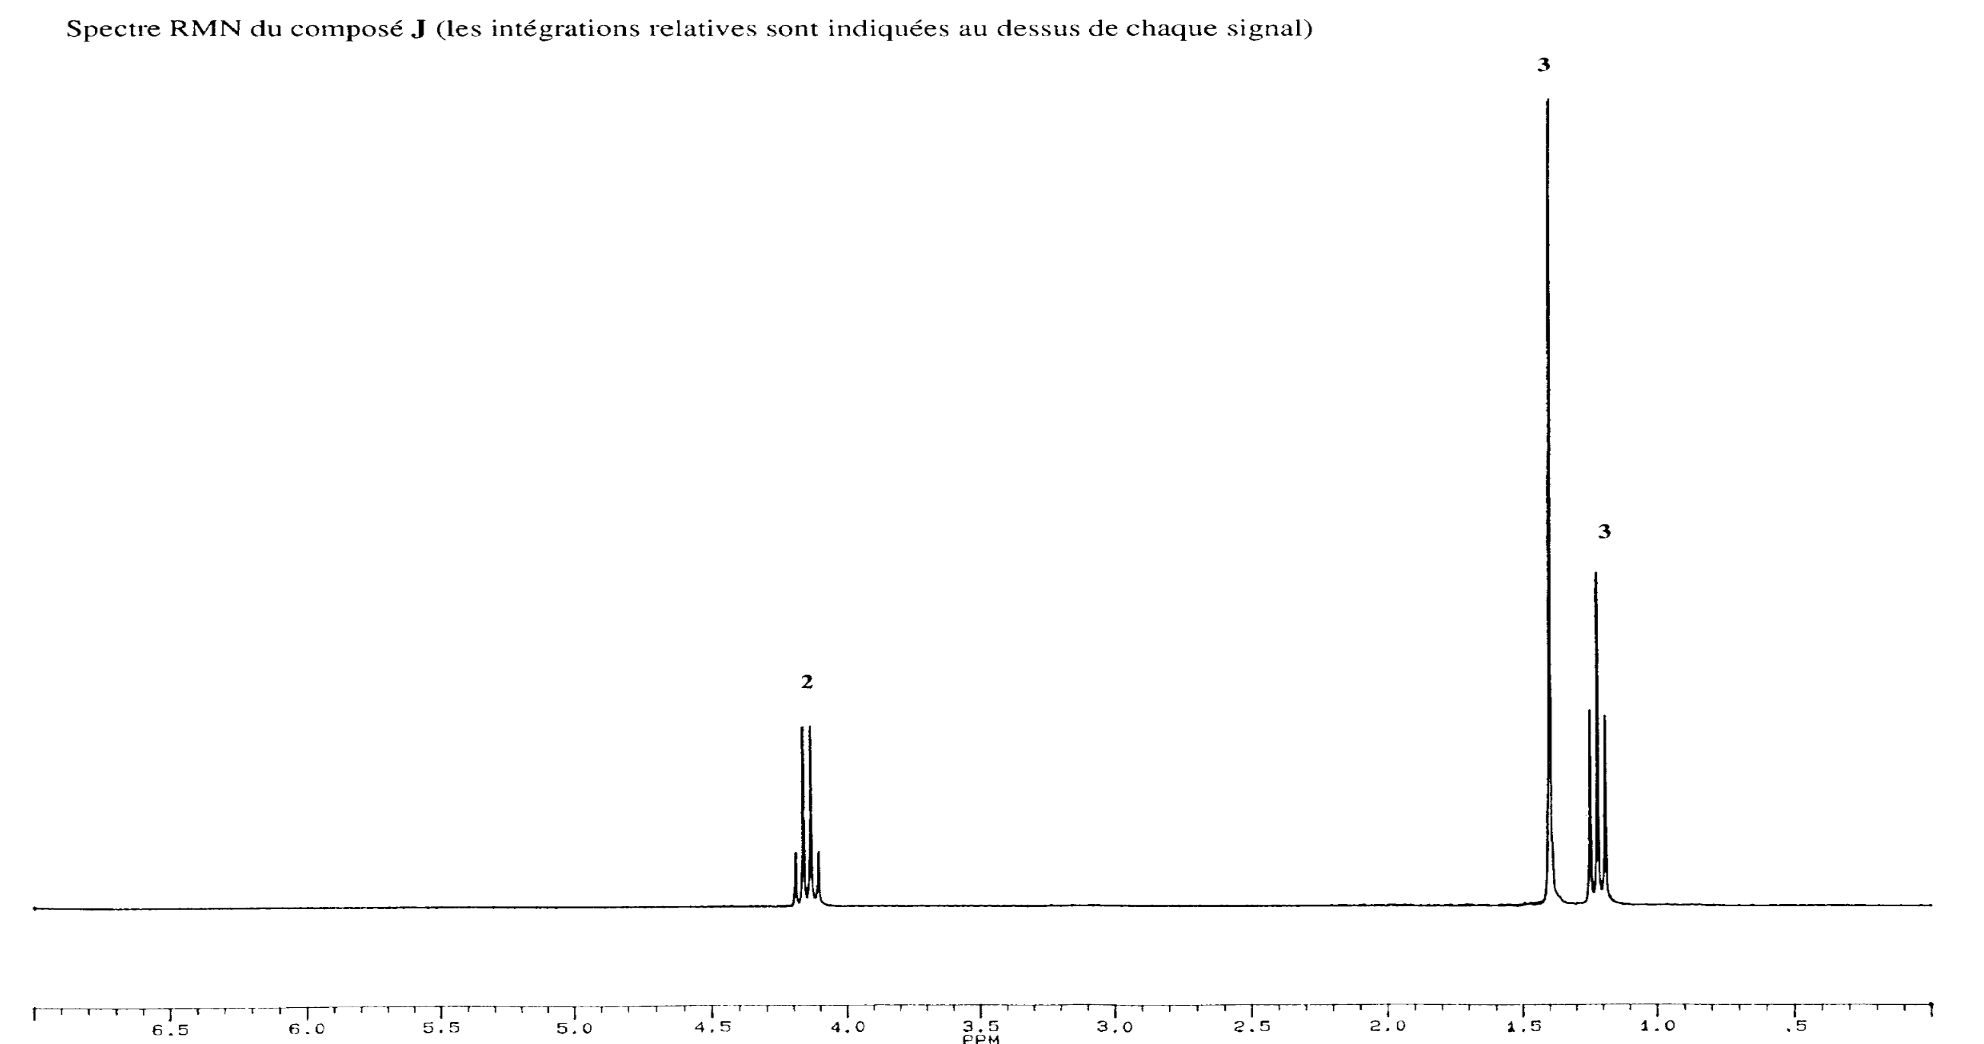 Spectre RMN du composé J (les intégrations relatives sont indiquées au dessus de chaque signal)
3
3
2
6.5 6.0 5.5 5.0 4.5 4.0 3.5 3.0 2.5 2.0 1.5 1.0 .5
PPM